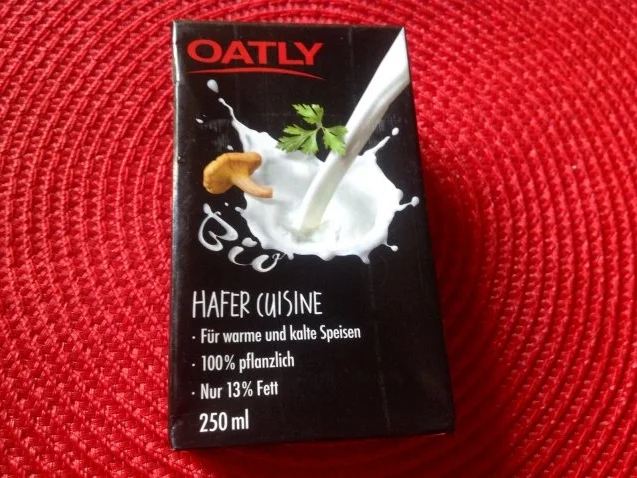 OATLY
Bio
HAFER CUISINE
· Für warme und kalte Speisen
· 100% pflanzlich
· Nur 13% Fett
250 ml